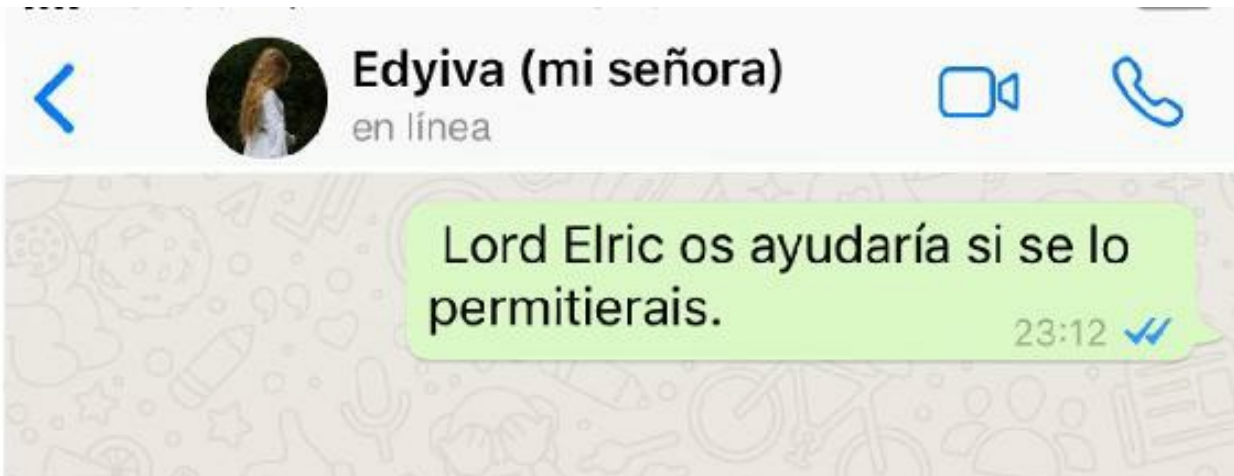 Edyiva (mi señora)
en línea
Lord Elric os ayudaría si se lo
permitierais.
23:12